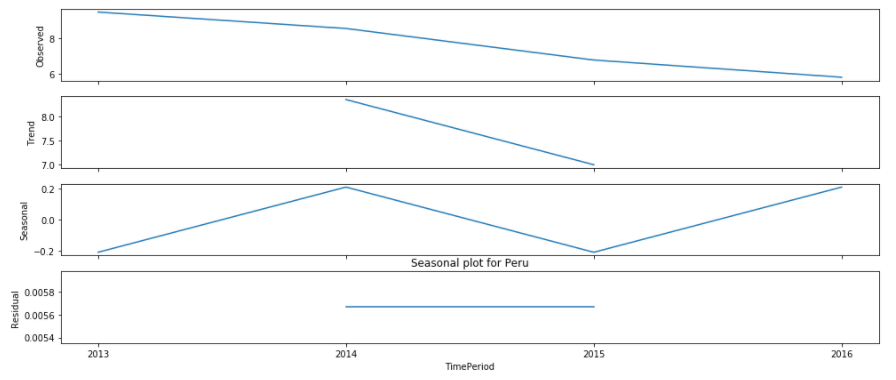 Observed
8
6
Trend
8.0
7.5
7.0
Seasonal
0.2
0.0
−0.2
Seasonal plot for Peru
Residual
0.0058
0.0056
0.0054
2013 2014 2015 2016
TimePeriod